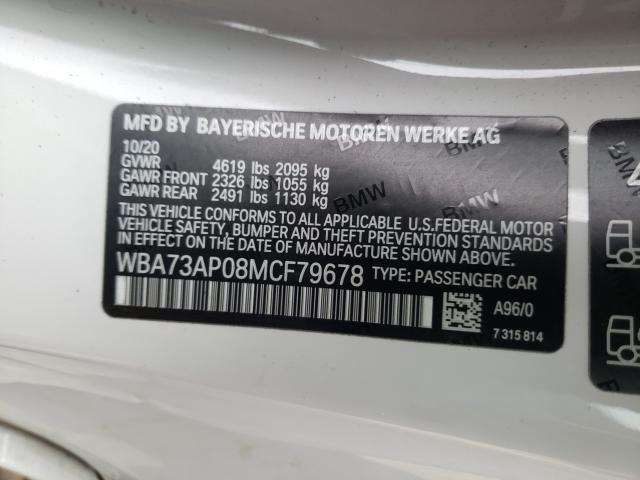 MFD BY BAYERISCHE MOTOREN WERKE AG
10/20
GVWR 4619 lbs 2095 kg
GAWR FRONT 2326 lbs 1055 kg
GAWR REAR 2491 lbs 1130 kg
THIS VEHICLE CONFORMS TO ALL APPLICABLE U.S.FEDERAL MOTOR
VEHICLE SAFETY, BUMPER AND THEFT PREVENTION STANDARDS
IN EFFECT ON THE DATE OF MANUFACTURE SHOWN ABOVE.
WBA73AP08MCF79678 TYPE: PASSENGER CAR
A96/0
7 315 814